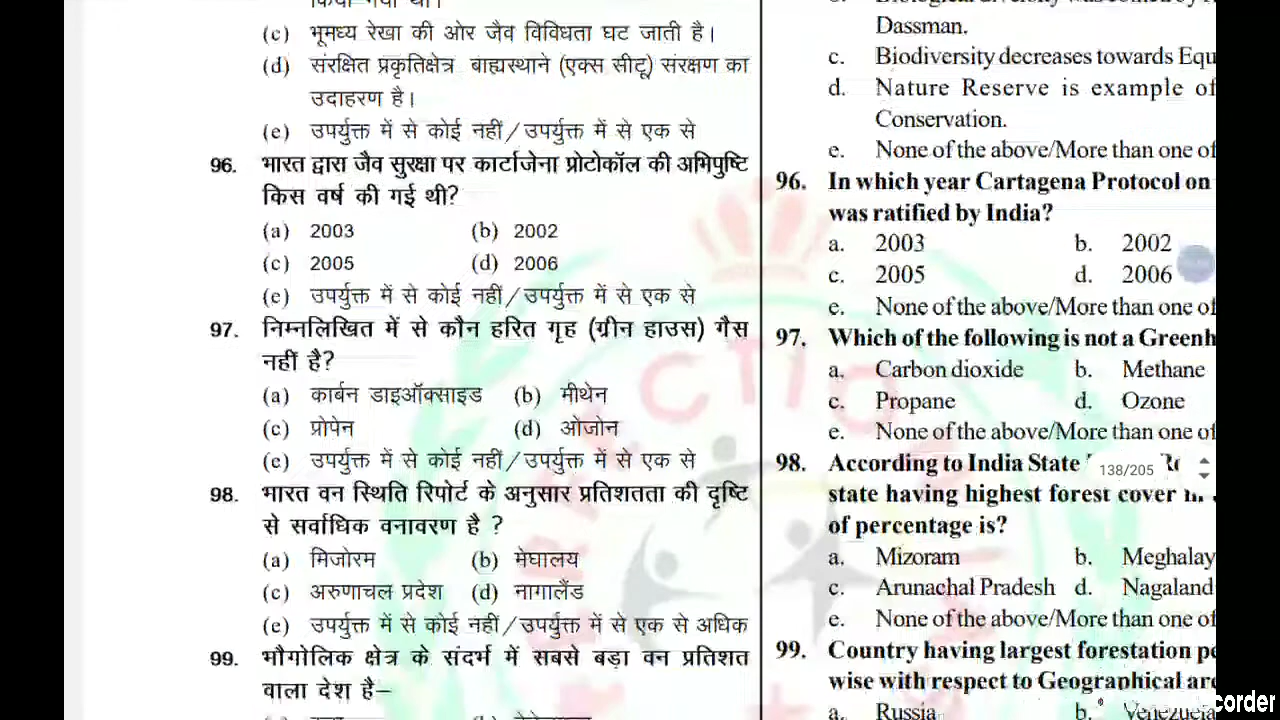 (c) भूमध्य रेखा की ओर जैव विविधता घट जाती है।
(d) संरक्षित प्रकृतिक्षेत्र बाह्यस्थाने (एक्स सीटू) संरक्षण का
उदाहरण है।
(e) उपर्युक्त में से कोई नहीं/उपर्युक्त में से एक से
96. भारत द्वारा जैव सुरक्षा पर कार्टाजेना प्रोटोकॉल की अभिपुष्टि
किस वर्ष की गई थी?
(a) 2003 (b) 2002
(c) 2005 (d) 2006
(e) उपर्युक्त में से कोई नहीं/उपर्युक्त में से एक से
97. निम्नलिखित में से कौन हरित गृह (ग्रीन हाउस) गैस
नहीं है?
(a) कार्बन डाइऑक्साइड (b) मीथेन
(c) प्रोपेन (d) ओजोन
(e) उपर्युक्त में से कोई नहीं/उपर्युक्त में से एक से
98. भारत वन स्थिति रिपोर्ट के अनुसार प्रतिशतता की दृष्टि
से सर्वाधिक वनावरण है ?
(a) मिजोरम (b) मेघालय
(c) अरुणाचल प्रदेश (d) नागालैंड
(e) उपर्युक्त में से कोई नहीं/उपर्युक्त में से एक से अधिक
99. भौगोलिक क्षेत्र के संदर्भ में सबसे बड़ा वन प्रतिशत
वाला देश है–
Dassman.
c. Biodiversity decreases towards Equ
d. Nature Reserve is example of
Conservation.
e. None of the above/More than one of
96. In which year Cartagena Protocol on
was ratified by India?
a. 2003 b. 2002
c. 2005 d. 2006
e. None of the above/More than one of
97. Which of the following is not a Greenh
a. Carbon dioxide b. Methane
c. Propane d. Ozone
e. None of the above/More than one of
98. According to India State
138/205
state having highest forest cover in
of percentage is?
a. Mizoram b. Meghalay
c. Arunachal Pradesh d. Nagaland
e. None of the above/More than one of
99. Country having largest forestation pe
wise with respect to Geographical are
a. Russia b. Venezuela
corder